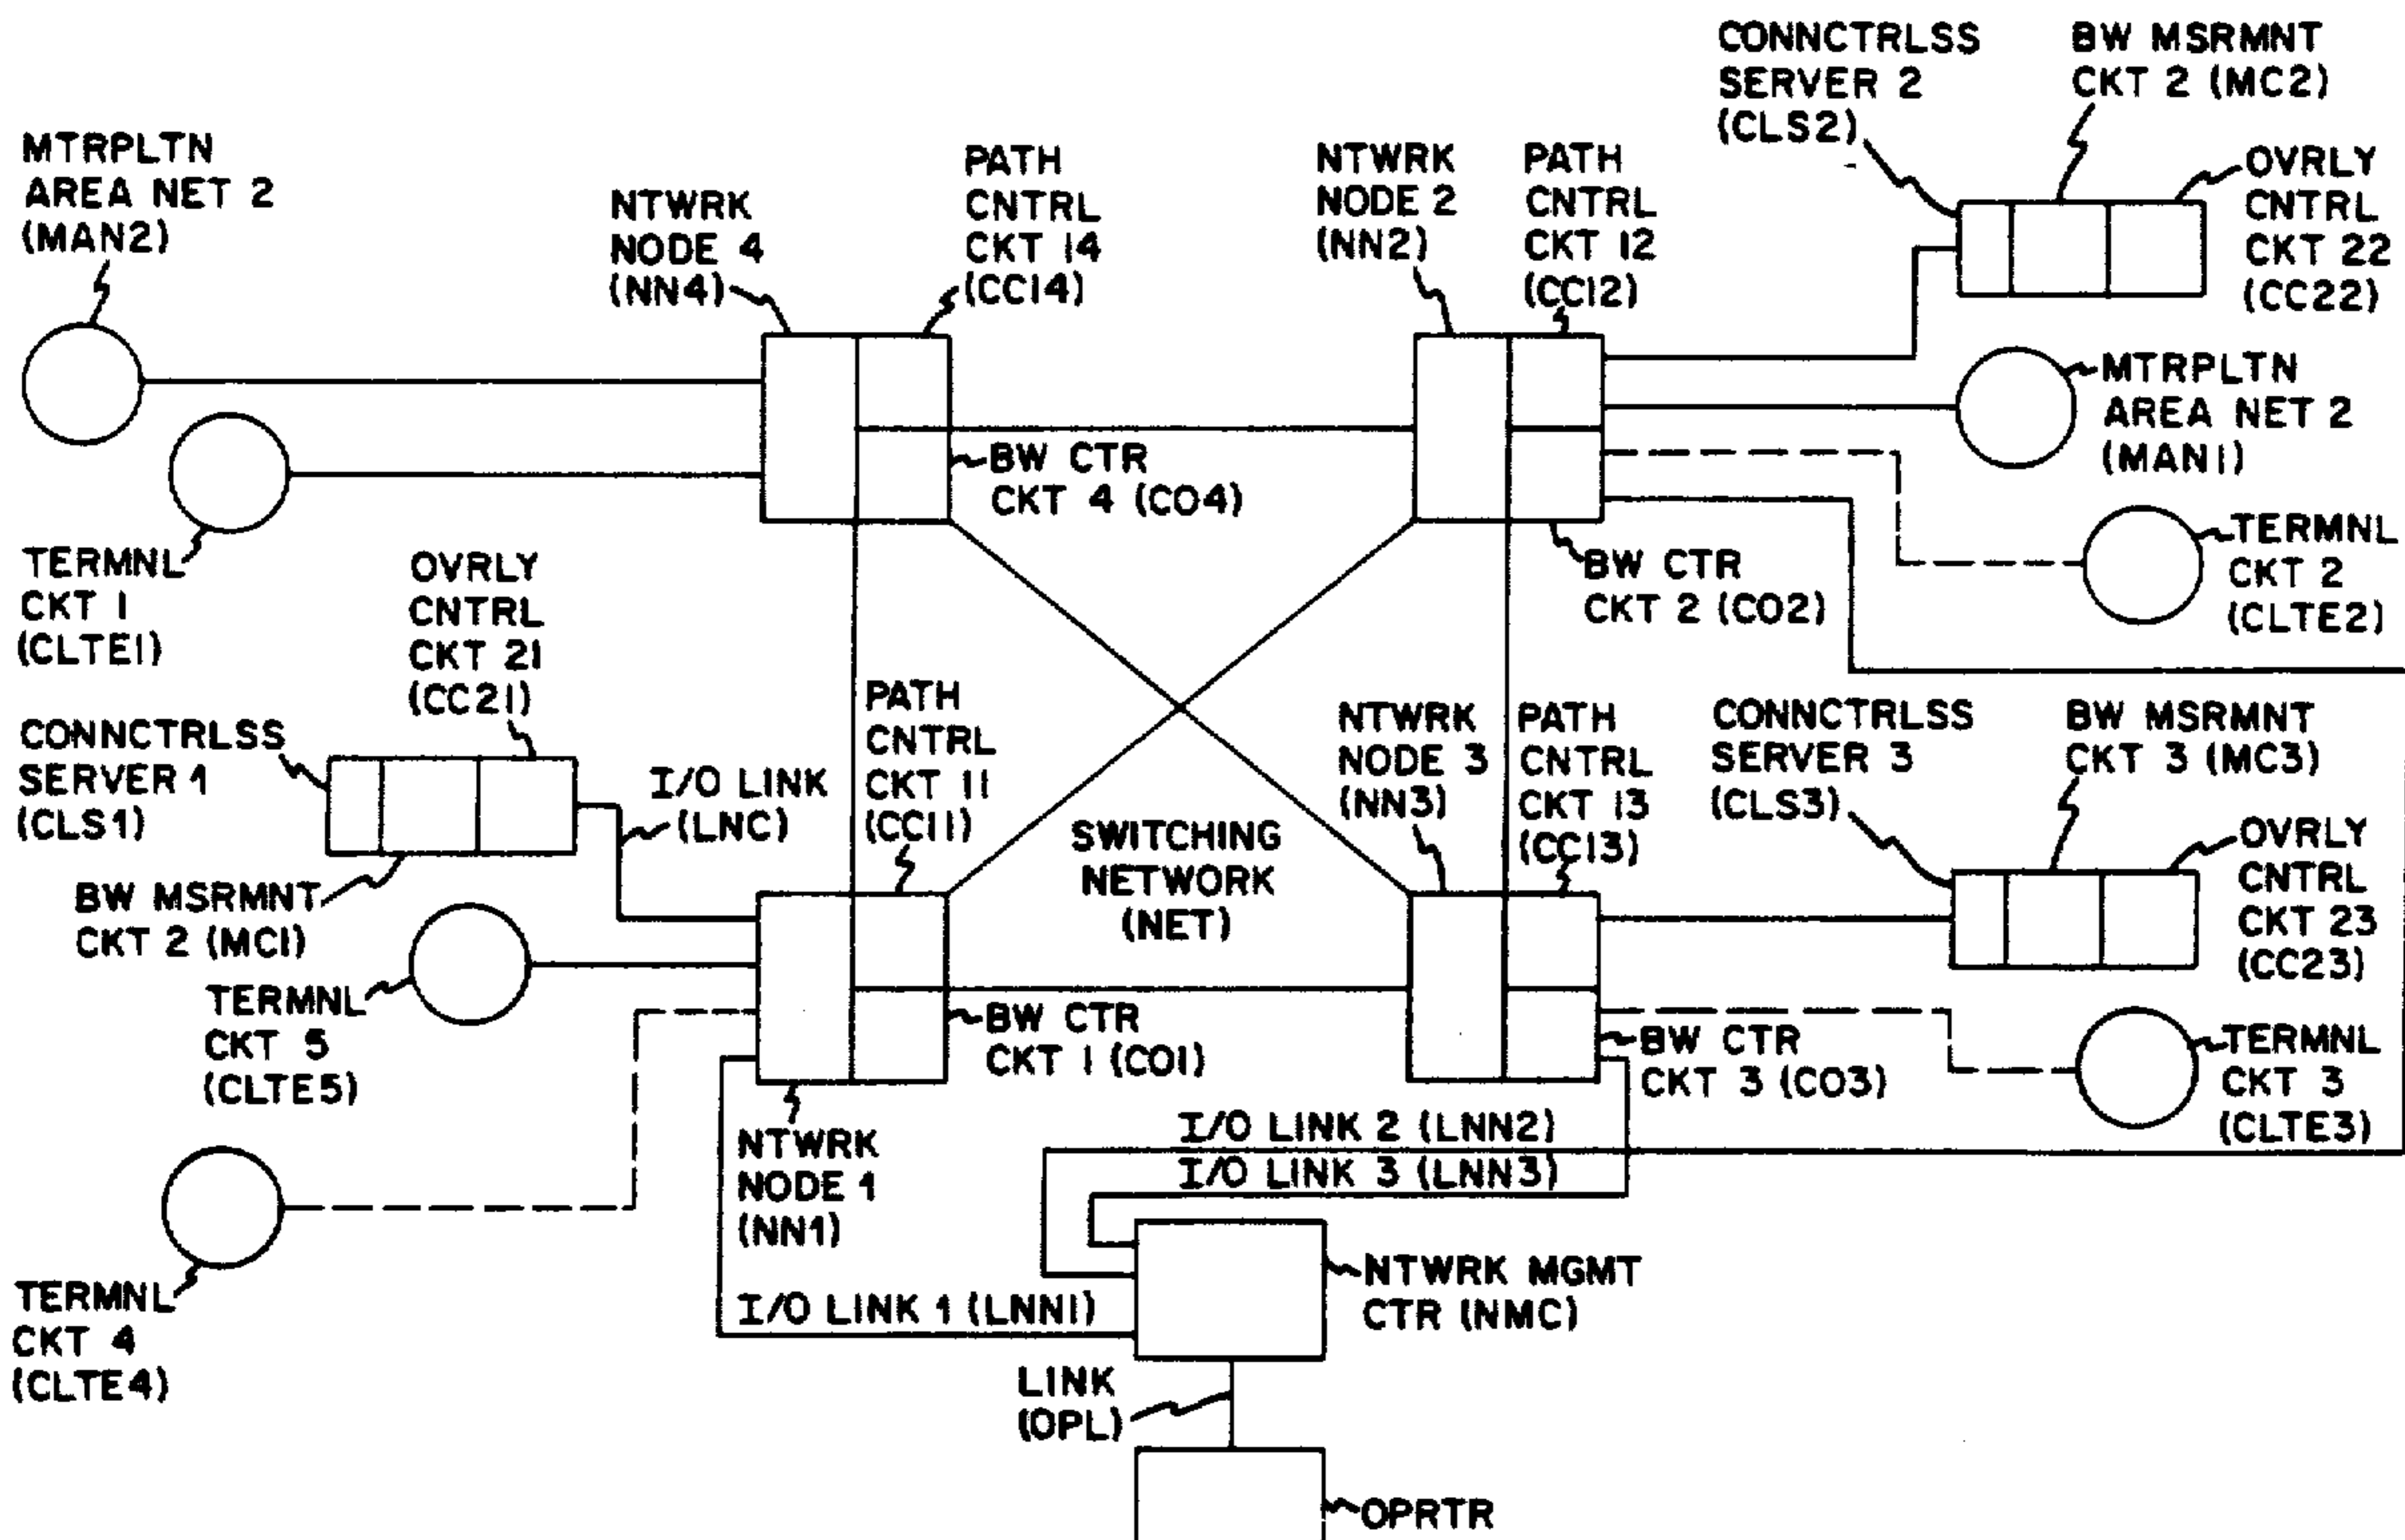 MTRPLTN
AREA NET 2
(MAN2)
TERMNL
CKT 1
(CLTE1)
NTWRK
NODE 4
(NN4)
PATH
CNTRL
CKT 14
(CC14)
BW CTR
CKT 4 (CO4)
NTWRK
NODE 2
(NN2)
PATH
CNTRL
CKT 12
(CC12)
BW CTR
CKT 2 (CO2)
CONNCTRLSS
SERVER 2
(CLS2)
BW MSRMNT
CKT 2 (MC2)
OVRLY
CNTRL
CKT 22
(CC22)
MTRPLTN
AREA NET 2
(MAN1)
TERMNL
CKT 2
(CLTE2)
CONNCTRLSS
SERVER 1
(CLS1)
OVRLY
CNTRL
CKT 21
(CC21)
BW MSRMNT
CKT 2 (MC1)
I/O LINK
(LNC)
PATH
CNTRL
CKT 11
(CC11)
SWITCHING
NETWORK
(NET)
NTWRK
NODE 3
(NN3)
PATH
CNTRL
CKT 13
(CC13)
CONNCTRLSS
SERVER 3
(CLS3)
BW MSRMNT
CKT 3 (MC3)
OVRLY
CNTRL
CKT 23
(CC23)
TERMNL
CKT 5
(CLTE5)
BW CTR
CKT 1 (CO1)
BW CTR
CKT 3 (CO3)
TERMNL
CKT 3
(CLTE3)
NTWRK
NODE 1
(NN1)
TERMNL
CKT 4
(CLTE4)
I/O LINK 2 (LNN2)
I/O LINK 3 (LNN3)
I/O LINK 1 (LNN1)
NTWRK MGMT
CTR (NMC)
LINK
(OPL)
OPRTR